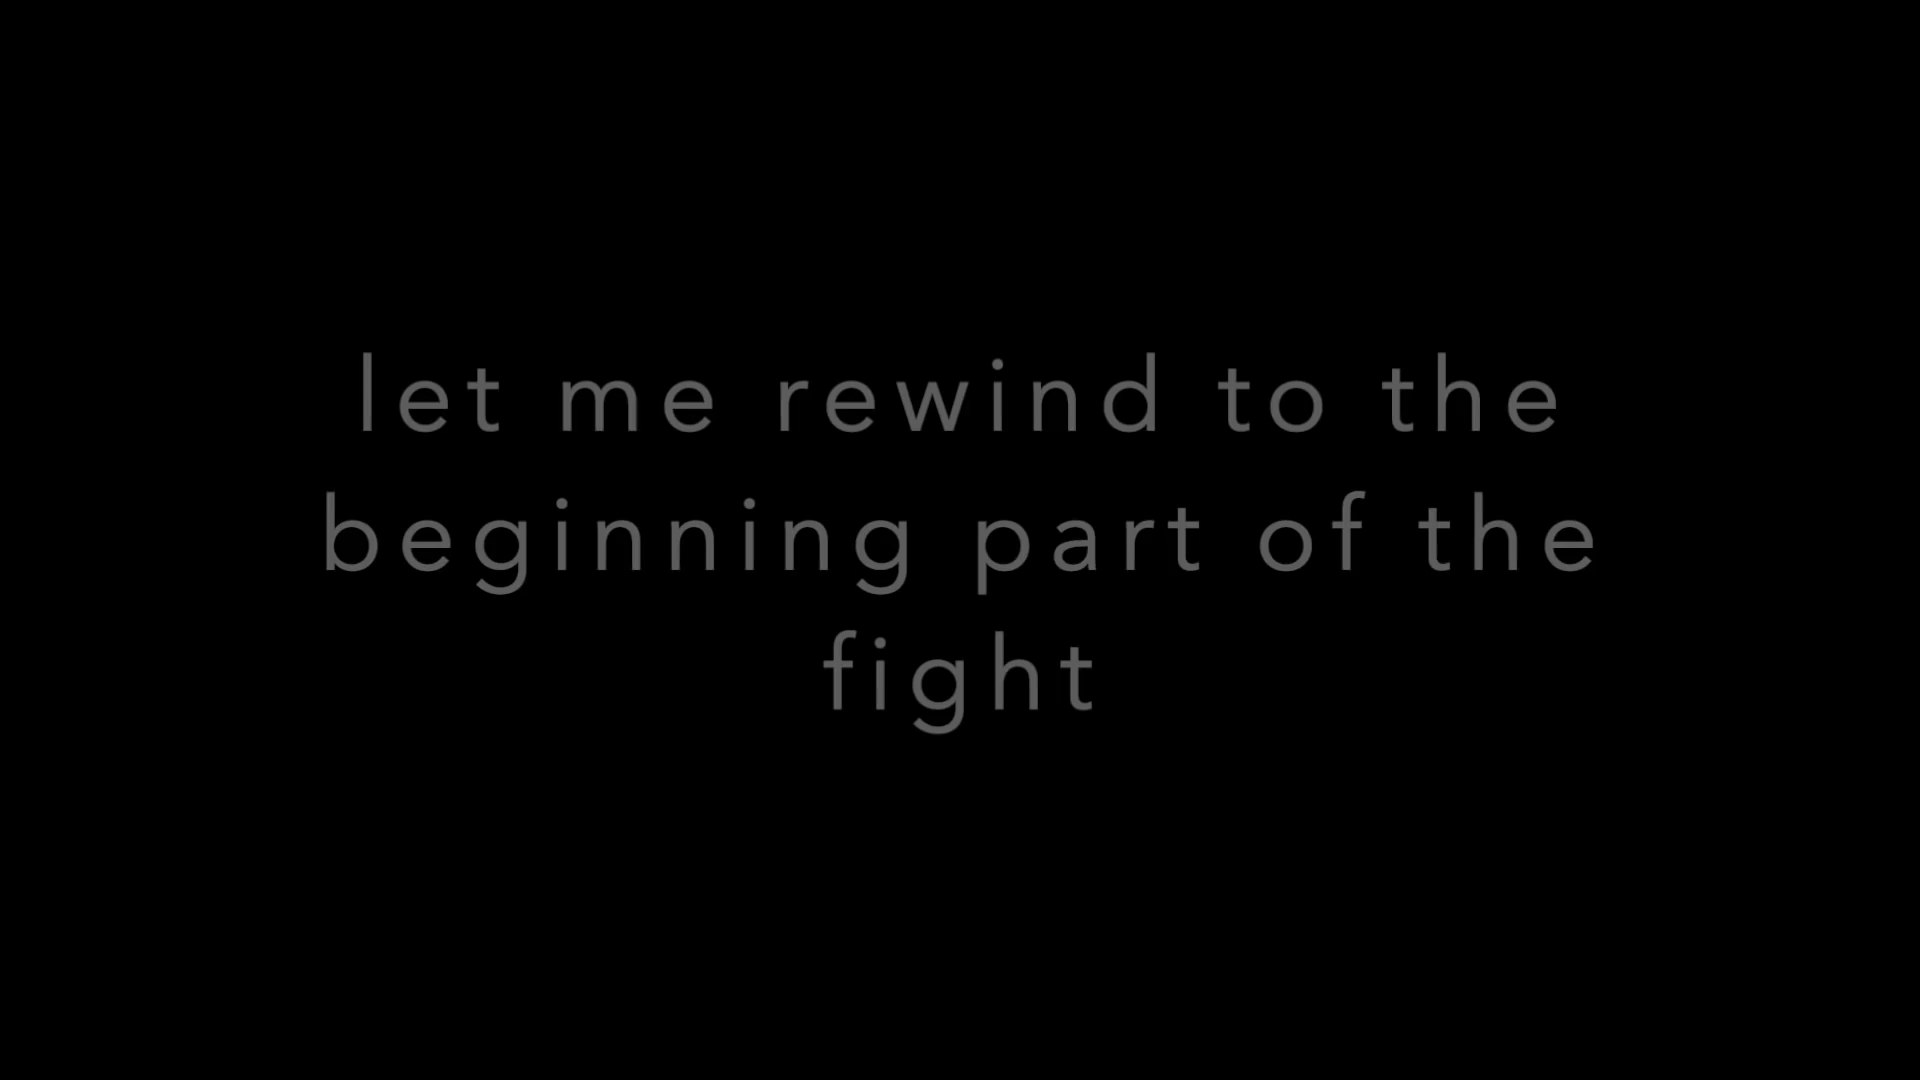 let me rewind to the
beginning part of the
fight